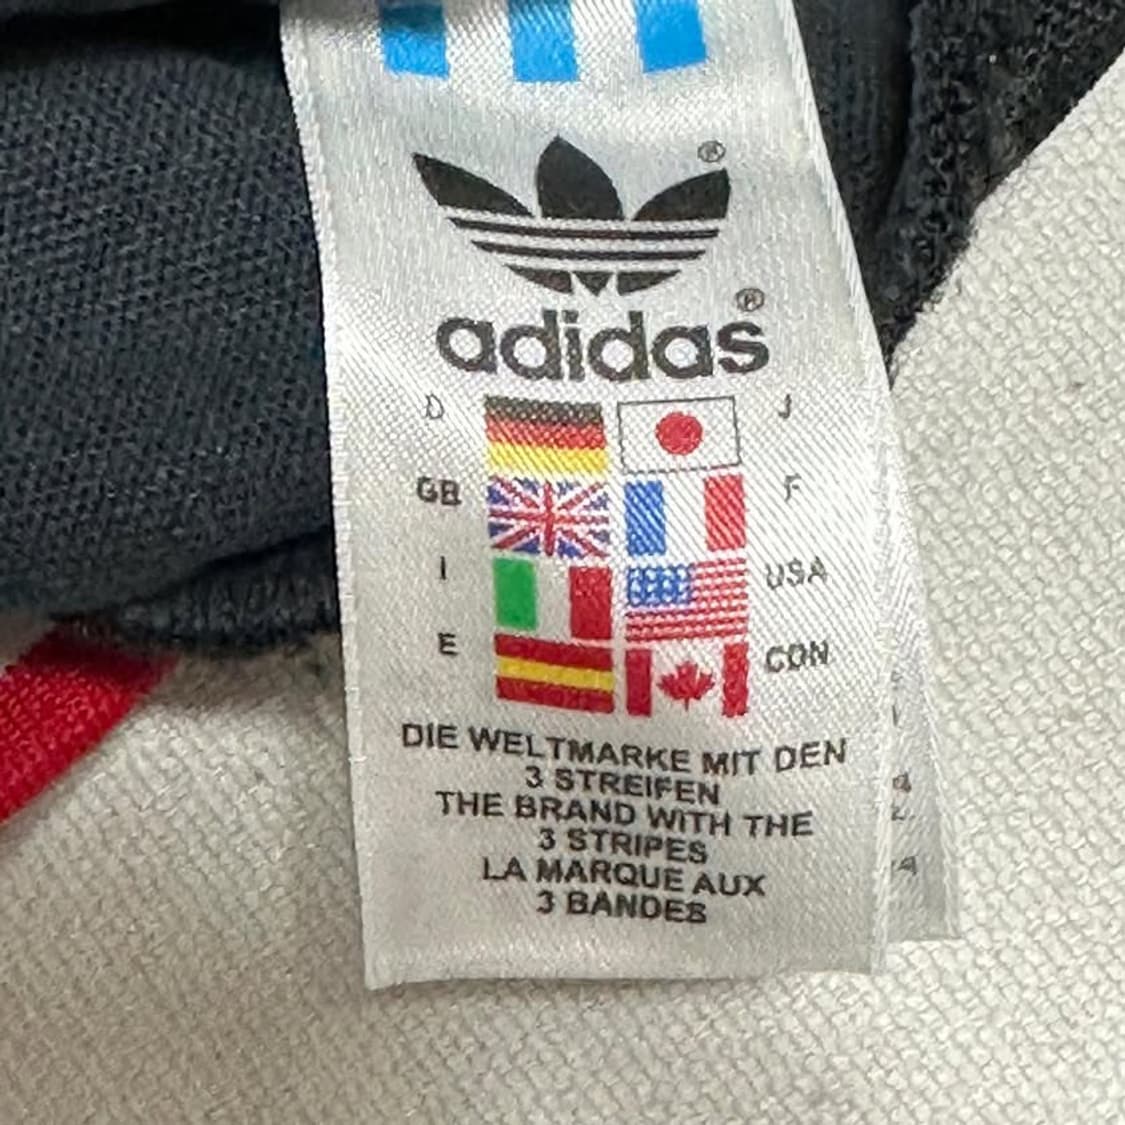 ®
adidas®
D J
GB F
I USA
E CDN
DIE WELTMARKE MIT DEN
3 STREIFEN
THE BRAND WITH THE
3 STRIPES
LA MARQUE AUX
3 BANDES